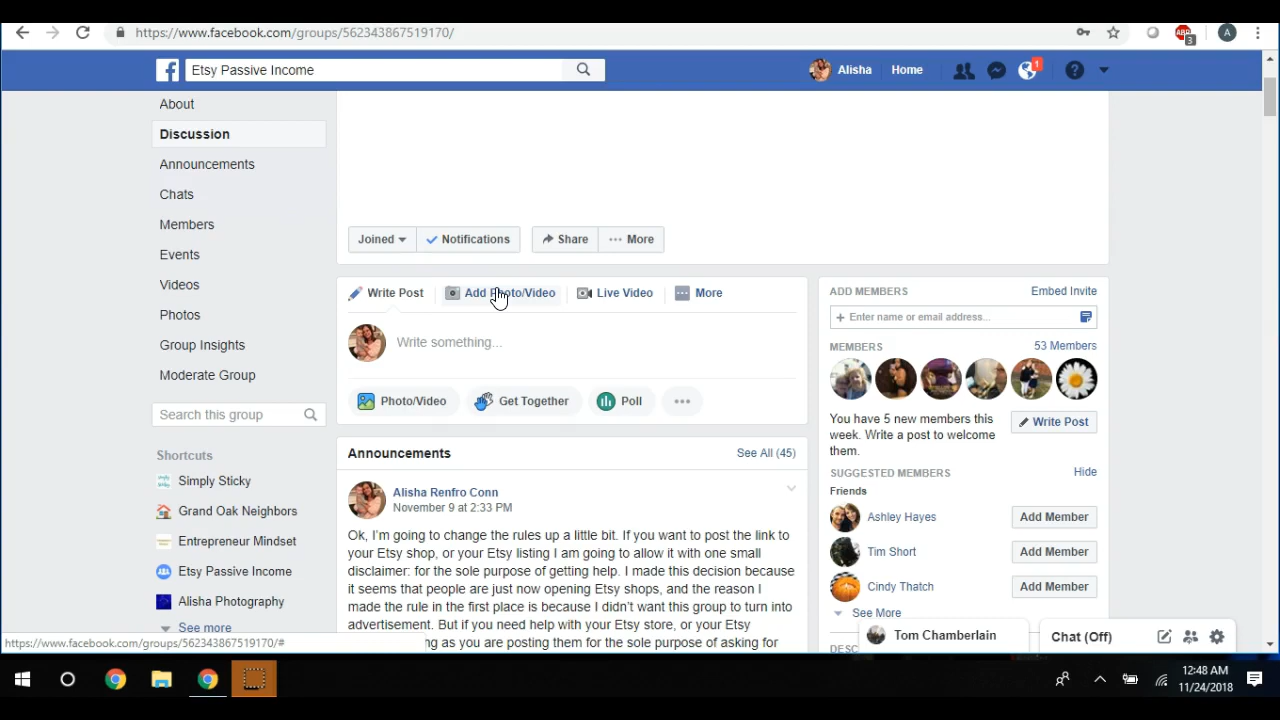 https://www.facebook.com/groups/562343867519170/
ABP
3
A
Etsy Passive Income
Alisha
Home
1
About
Discussion
Announcements
Chats
Members
Events
Videos
Photos
Group Insights
Moderate Group
Search this group
Shortcuts
Simply Sticky
Grand Oak Neighbors
Entrepreneur Mindset
Etsy Passive Income
Alisha Photography
See more
Joined
Notifications
Share
More
Write Post
Add Photo/Video
Live Video
More
Write something...
Photo/Video
Get Together
Poll
Announcements
See All (45)
Alisha Renfro Conn
November 9 at 2:33 PM
Ok, I'm going to change the rules up a little bit. If you want to post the link to
your Etsy shop, or your Etsy listing I am going to allow it with one small
disclaimer: for the sole purpose of getting help. I made this decision because
it seems that people are just now opening Etsy shops, and the reason I
made the rule in the first place is because I didn't want this group to turn into
advertisement. But if you need help with your Etsy store, or your Etsy
as you are posting them for the sole purpose of asking for
ADD MEMBERS
Embed Invite
+ Enter name or email address...
MEMBERS
53 Members
You have 5 new members this
week. Write a post to welcome
them.
Write Post
SUGGESTED MEMBERS
Hide
Friends
Ashley Hayes
Add Member
Tim Short
Add Member
Cindy Thatch
Add Member
See More
DESC
Tom Chamberlain
Chat (Off)
https://www.facebook.com/groups/562343867519170/#
12:48 AM
11/24/2018